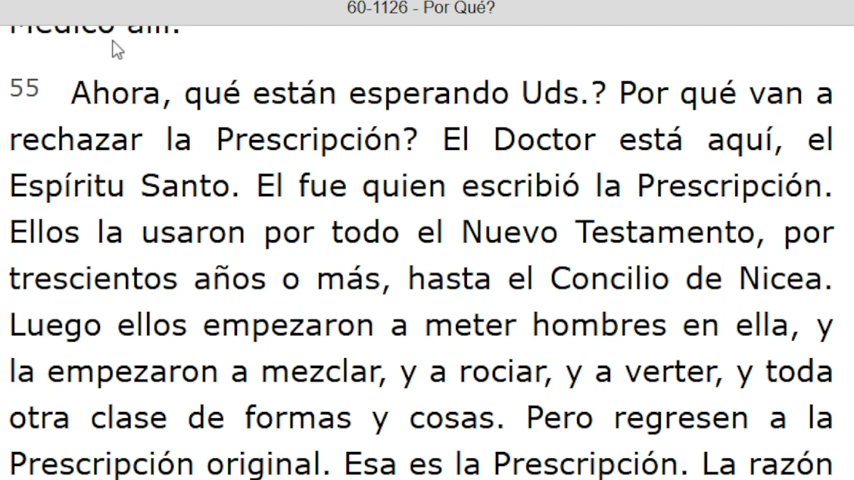 60-1126 - Por Qué?
Médico allí.
55 Ahora, qué están esperando Uds.? Por qué van a
rechazar la Prescripción? El Doctor está aquí, el
Espíritu Santo. El fue quien escribió la Prescripción.
Ellos la usaron por todo el Nuevo Testamento, por
trescientos años o más, hasta el Concilio de Nicea.
Luego ellos empezaron a meter hombres en ella, y
la empezaron a mezclar, y a rociar, y a verter, y toda
otra clase de formas y cosas. Pero regresen a la
Prescripción original. Esa es la Prescripción. La razón